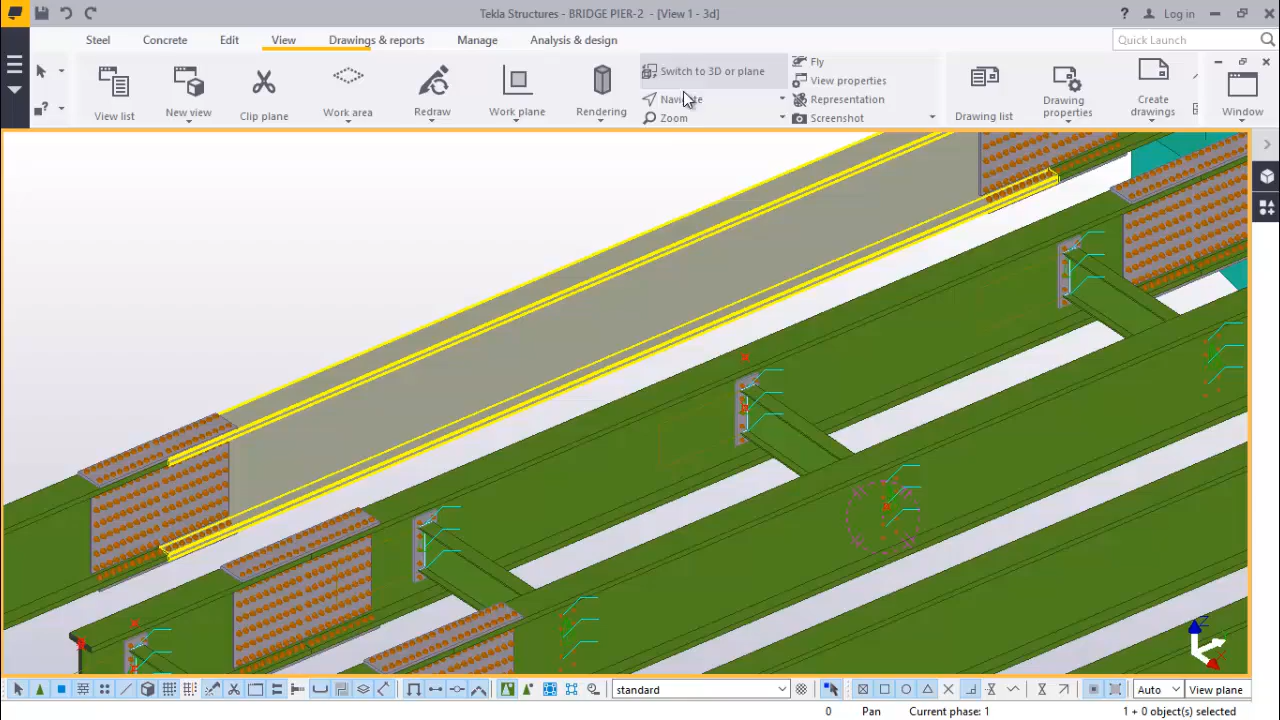 Tekla Structures - BRIDGE PIER-2 - [View 1 - 3d]
? Log in
Steel Concrete Edit View Drawings & reports Manage Analysis & design
Quick Launch
View list
New view
Clip plane
Work area
Redraw
Work plane
Rendering
Switch to 3D or plane
Navigate
Zoom
Fly
View properties
Representation
Screenshot
Drawing list
Drawing properties
Create drawings
Window
Z
standard
Auto
View plane
0 Pan Current phase: 1 1 + 0 object(s) selected